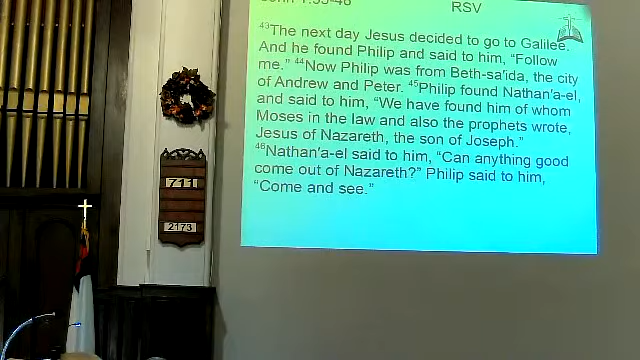 John 1:35-46 RSV
⁴³The next day Jesus decided to go to Galilee.
And he found Philip and said to him, “Follow
me.” ⁴⁴Now Philip was from Beth-sa′ida, the city
of Andrew and Peter. ⁴⁵Philip found Nathan′a-el,
and said to him, “We have found him of whom
Moses in the law and also the prophets wrote,
Jesus of Nazareth, the son of Joseph.”
⁴⁶Nathan′a-el said to him, “Can anything good
come out of Nazareth?” Philip said to him,
“Come and see.”
711
2173